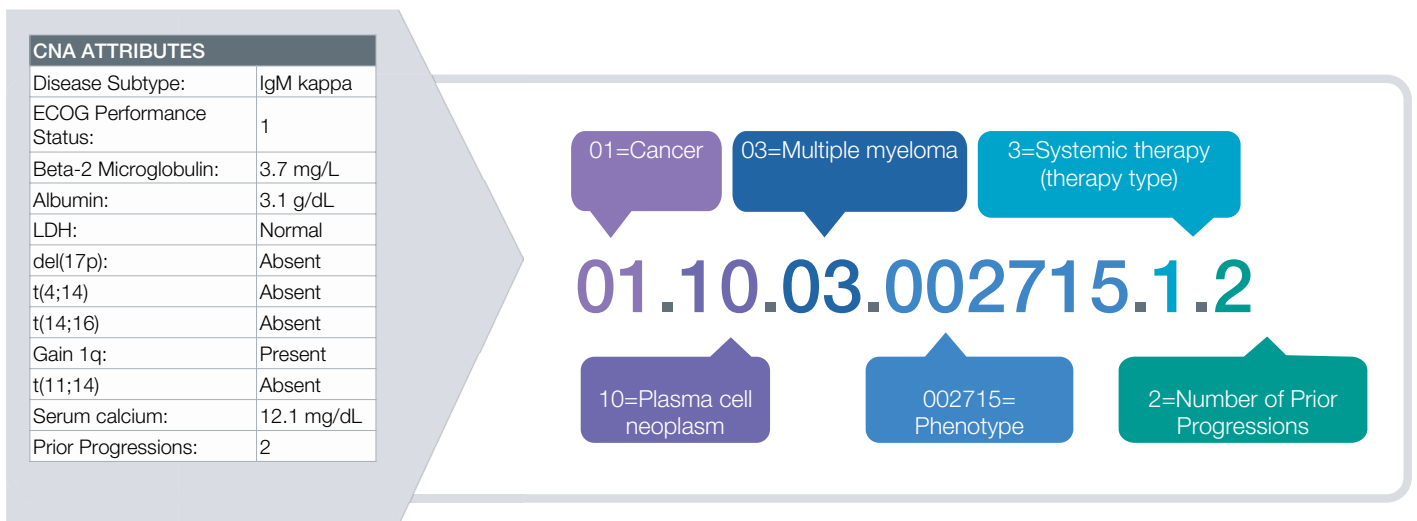 CNA ATTRIBUTES
Disease Subtype: IgM kappa
ECOG Performance
Status: 1
Beta-2 Microglobulin: 3.7 mg/L
Albumin: 3.1 g/dL
LDH: Normal
del(17p): Absent
t(4;14) Absent
t(14;16) Absent
Gain 1q: Present
t(11;14) Absent
Serum calcium: 12.1 mg/dL
Prior Progressions: 2
01=Cancer
03=Multiple myeloma
3=Systemic therapy
(therapy type)
01.10.03.002715.1.2
10=Plasma cell
neoplasm
002715=
Phenotype
2=Number of Prior
Progressions